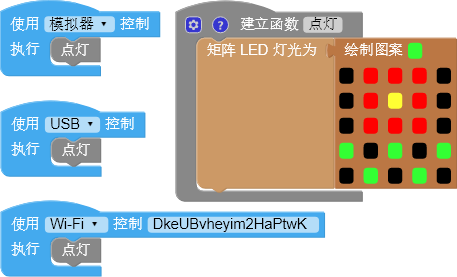 使用 模拟器 控制
执行 点灯
使用 USB 控制
执行 点灯
使用 Wi-Fi 控制 DkeUBvheyim2HaPtwK
执行 点灯
? 建立函数 点灯
矩阵 LED 灯光为 绘制图案